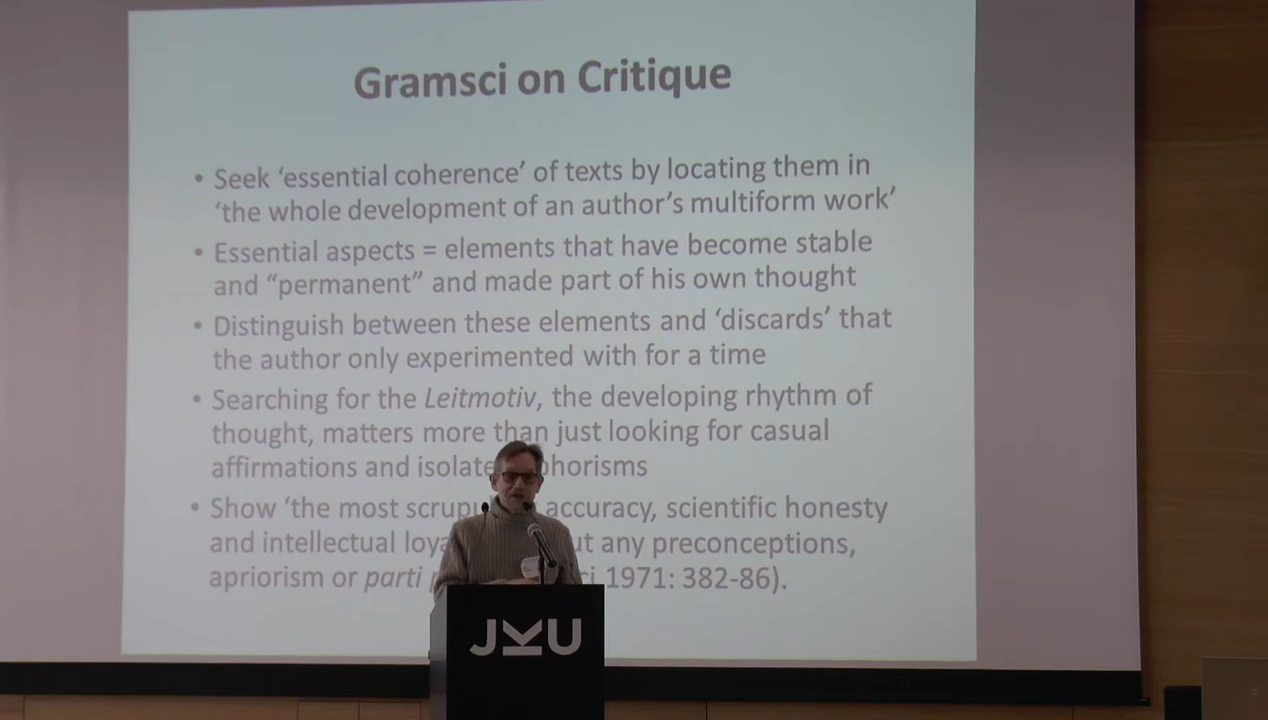 Gramsci on Critique
• Seek ‘essential coherence’ of texts by locating them in
‘the whole development of an author’s multiform work’
• Essential aspects = elements that have become stable
and “permanent” and made part of his own thought
• Distinguish between these elements and ‘discards’ that
the author only experimented with for a time
• Searching for the Leitmotiv, the developing rhythm of
thought, matters more than just looking for casual
affirmations and
• Show ‘the most accuracy, scientific honesty
and intellectual any preconceptions,
apriorism or parti 1971: 382-86).
JKU